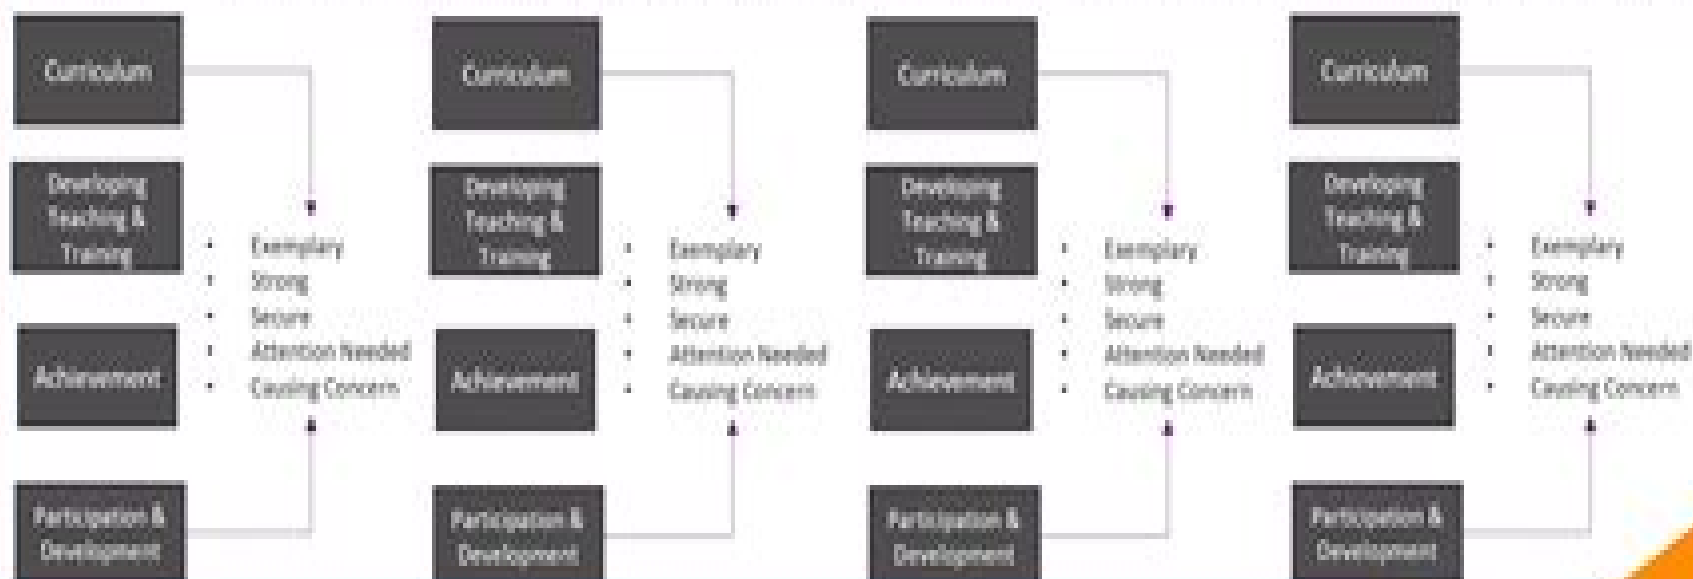 Curriculum
Developing
Teaching &
Training
Achievement
Participation &
Development
• Exemplary
• Strong
• Secure
• Attention Needed
• Causing Concern
Curriculum
Developing
Teaching &
Training
Achievement
Participation &
Development
• Exemplary
• Strong
• Secure
• Attention Needed
• Causing Concern
Curriculum
Developing
Teaching &
Training
Achievement
Participation &
Development
• Exemplary
• Strong
• Secure
• Attention Needed
• Causing Concern
Curriculum
Developing
Teaching &
Training
Achievement
Participation &
Development
• Exemplary
• Strong
• Secure
• Attention Needed
• Causing Concern